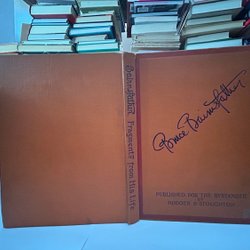 Bairnsfather
Fragments from His Life
Bruce Bairnsfather
PUBLISHED FOR THE BYSTANDER
BY
HODDER & STOUGHTON